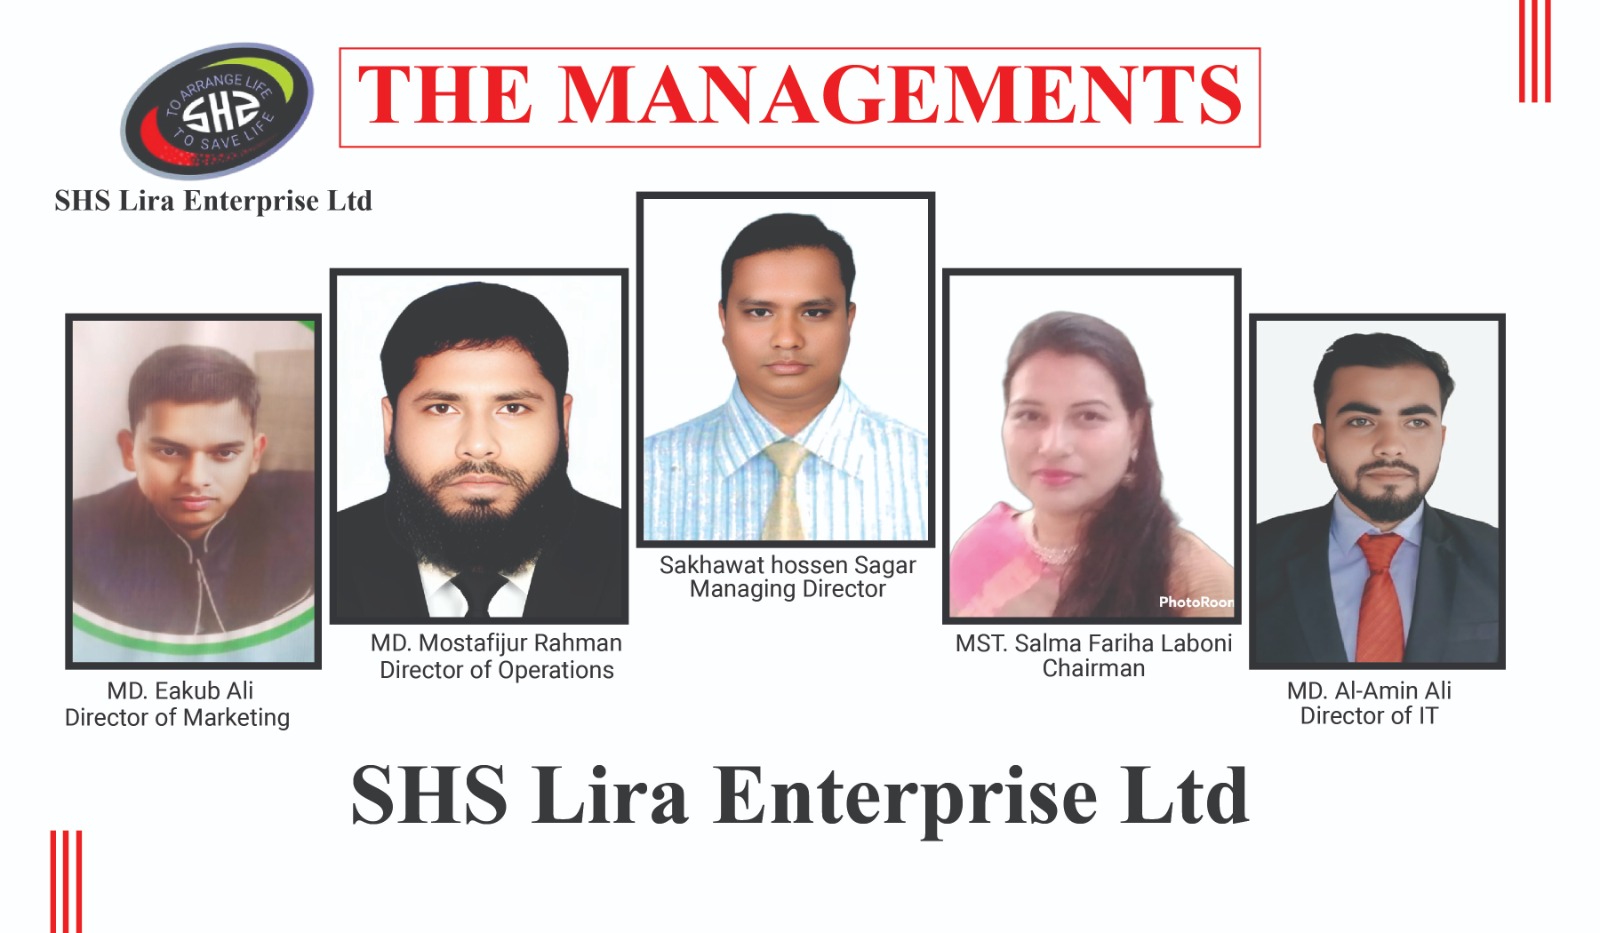 TO ARRANGE LIFE
SHS
TO SAVE LIFE
SHS Lira Enterprise Ltd
THE MANAGEMENTS
Sakhawat hossen Sagar
Managing Director
PhotoRoom
MD. Mostafijur Rahman
Director of Operations
MST. Salma Fariha Laboni
Chairman
MD. Eakub Ali
Director of Marketing
MD. Al-Amin Ali
Director of IT
SHS Lira Enterprise Ltd